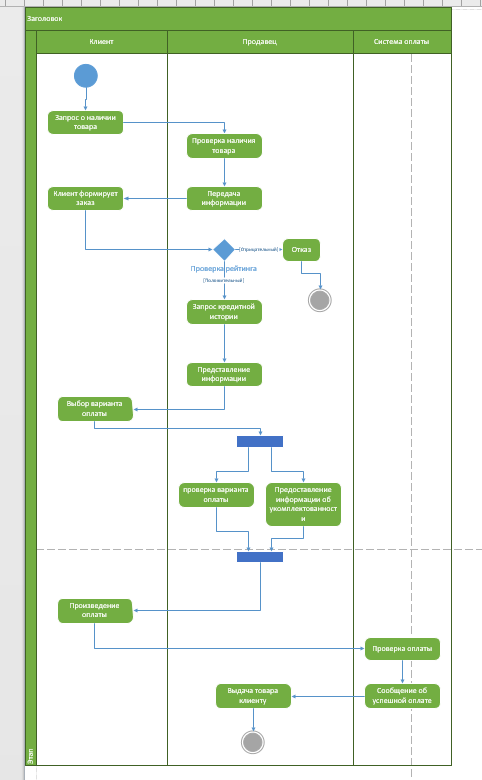 Заголовок
Клиент
Продавец
Система оплаты
Запрос о наличии
товара
Проверка наличия
товара
Клиент формирует
заказ
Передача
информации
[Отрицательный]
Отказ
Проверка рейтинга
[Положительный]
Запрос кредитной
истории
Представление
информации
Выбор варианта
оплаты
проверка варианта
оплаты
Предоставление
информации об
укомплектованност
и
Произведение
оплаты
Проверка оплаты
Выдача товара
клиенту
Сообщение об
успешной оплате
Этап